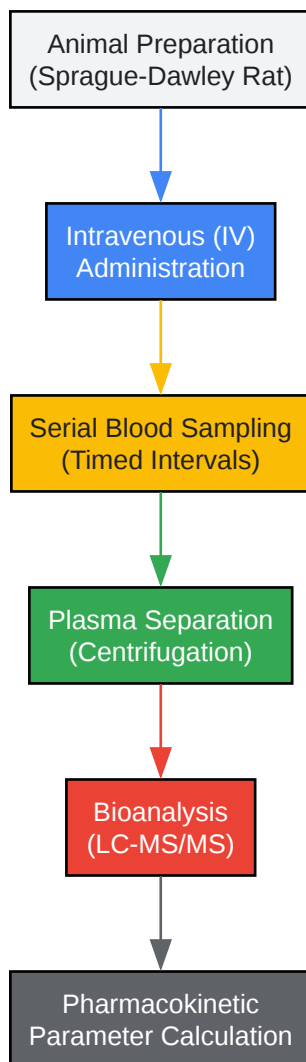 Animal Preparation
(Sprague-Dawley Rat)
Intravenous (IV)
Administration
Serial Blood Sampling
(Timed Intervals)
Plasma Separation
(Centrifugation)
Bioanalysis
(LC-MS/MS)
Pharmacokinetic
Parameter Calculation